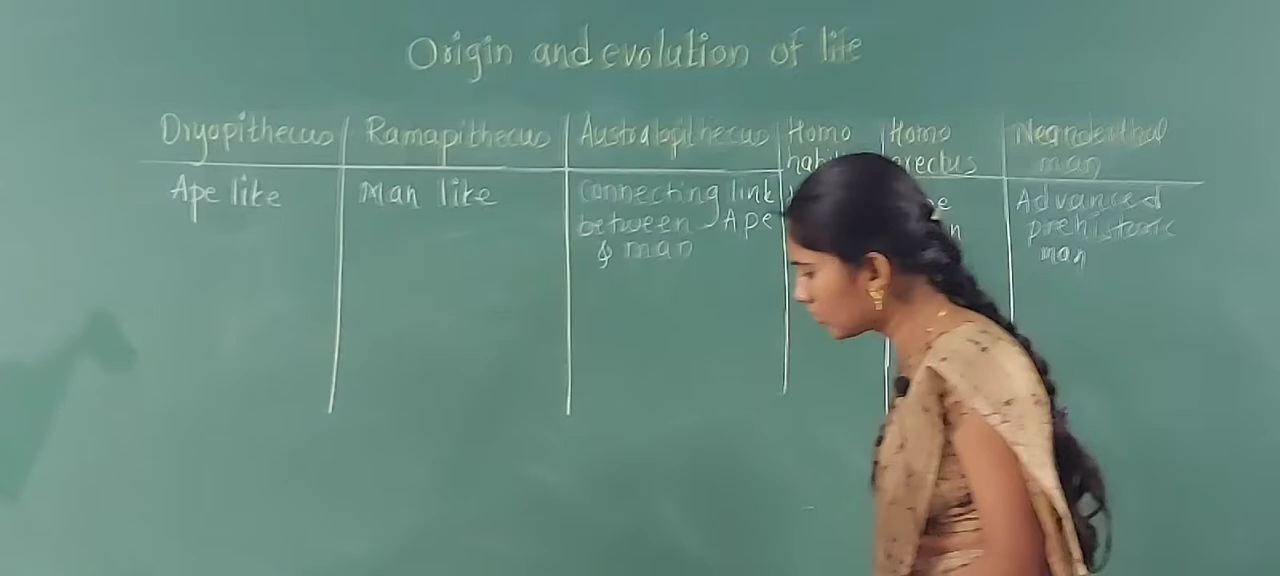 Origin and evolution of life
Dryopithecus Ramapithecus Australopithecus Homo Homo Neanderthal
erectus man
Ape like Man like Connecting link Advanced
between Ape prehistoric
& man man